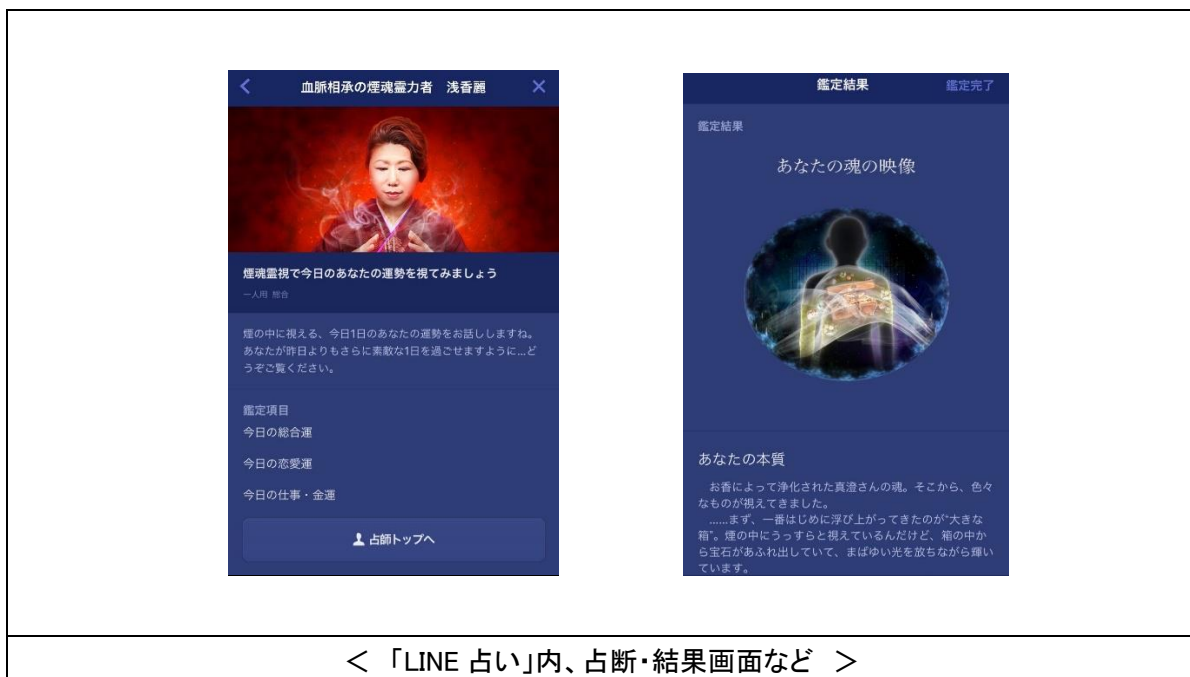 血脈相承の煙魂霊力者　浅香麗
煙魂霊視で今日のあなたの運勢を視てみましょう
一人用 総合
煙の中に視える、今日1日のあなたの運勢をお話ししますね。
あなたが昨日よりもさらに素敵な1日を過ごせますように…ど
うぞご覧ください。
鑑定項目
今日の総合運
今日の恋愛運
今日の仕事・金運
占師トップへ
鑑定結果　鑑定完了
鑑定結果
あなたの魂の映像
あなたの本質
お香によって浄化された真澄さんの魂。そこから、色々
なものが視えてきました。
……まず、一番はじめに浮び上がってきたのが“大きな
箱”。煙の中にうっすらと視えているんだけど、箱の中か
ら宝石があふれ出していて、まばゆい光を放ちながら輝い
ています。
＜ 「LINE 占い」内、占断・結果画面など ＞